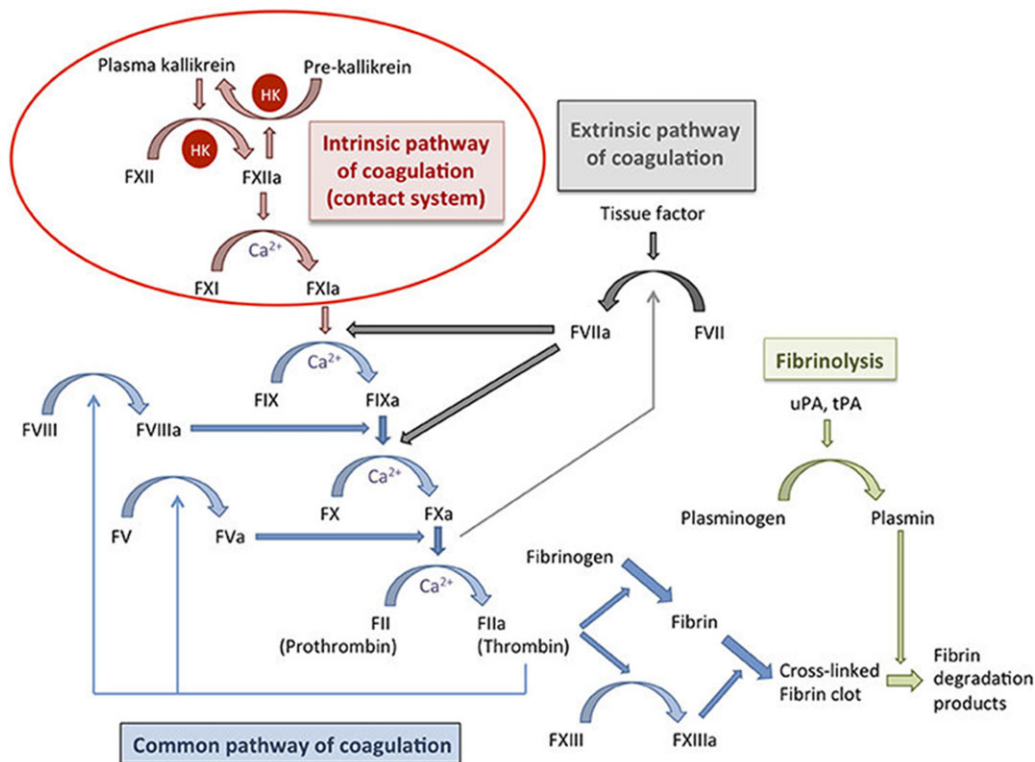 Plasma kallikrein
Pre-kallikrein
HK
HK
FXII
FXIIa
Intrinsic pathway
of coagulation
(contact system)
Ca²⁺
FXI
FXIa
Extrinsic pathway
of coagulation
Tissue factor
FVIIa
FVII
Ca²⁺
FIX
FIXa
FVIII
FVIIIa
Ca²⁺
FX
FXa
FV
FVa
Ca²⁺
FII
(Prothrombin)
FIIa
(Thrombin)
Fibrinogen
Fibrin
FXIII
FXIIIa
Cross-linked
Fibrin clot
Fibrinolysis
uPA, tPA
Plasminogen
Plasmin
Fibrin
degradation
products
Common pathway of coagulation